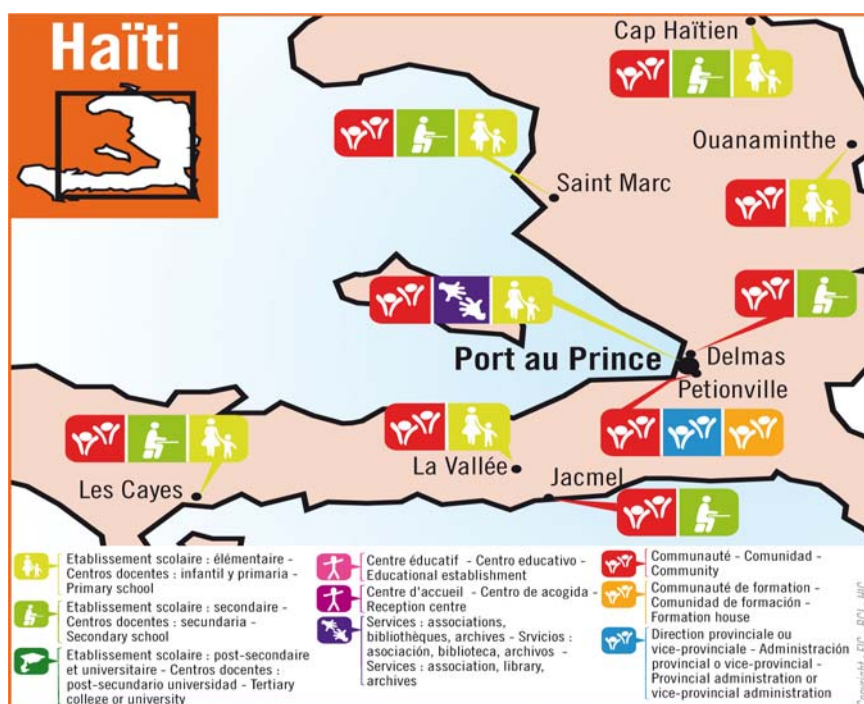 Haïti
Cap Haïtien
Ouanaminthe
Saint Marc
Port au Prince
Delmas
Petionville
La Vallée
Jacmel
Les Cayes
Etablissement scolaire : élémentaire -
Centros docentes : infantil y primaria -
Primary school
Etablissement scolaire : secondaire -
Centros docentes : secundaria -
Secondary school
Etablissement scolaire : post-secondaire
et universitaire - Centros docentes :
post-secundario universidad - Tertiary
college or university
Centre éducatif - Centro educativo -
Educational establishment
Centre d'accueil - Centro de acogida -
Reception centre
Services : associations,
bibliothèques, archives - Srvicios :
asociación, biblioteca, archivos -
Services : association, library,
archives
Communauté - Comunidad -
Community
Communauté de formation -
Comunidad de formación -
Formation house
Direction provinciale ou
vice-provinciale - Administración
provincial o vice-provincial -
Provincial administration or
vice-provincial administration